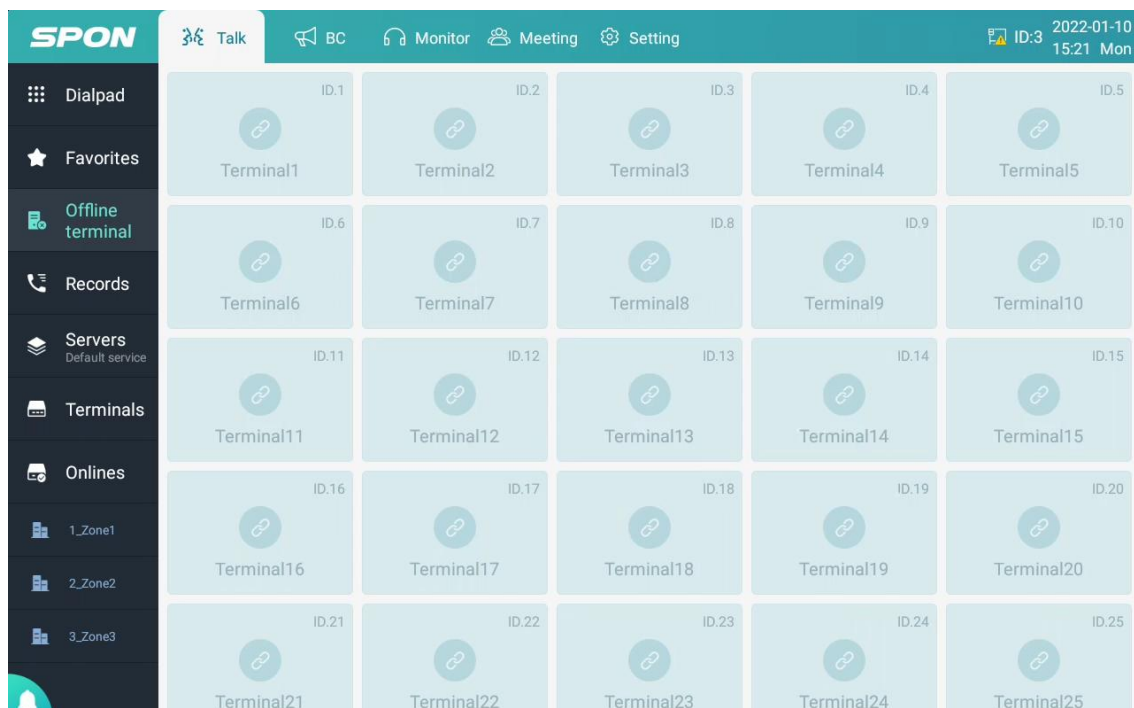 SPON
Talk
BC
Monitor
Meeting
Setting
ID:3
2022-01-10
15:21 Mon
Dialpad
Favorites
Offline
terminal
Records
Servers
Default service
Terminals
Onlines
1_Zone1
2_Zone2
3_Zone3
ID.1
Terminal1
ID.2
Terminal2
ID.3
Terminal3
ID.4
Terminal4
ID.5
Terminal5
ID.6
Terminal6
ID.7
Terminal7
ID.8
Terminal8
ID.9
Terminal9
ID.10
Terminal10
ID.11
Terminal11
ID.12
Terminal12
ID.13
Terminal13
ID.14
Terminal14
ID.15
Terminal15
ID.16
Terminal16
ID.17
Terminal17
ID.18
Terminal18
ID.19
Terminal19
ID.20
Terminal20
ID.21
Terminal21
ID.22
Terminal22
ID.23
Terminal23
ID.24
Terminal24
ID.25
Terminal25